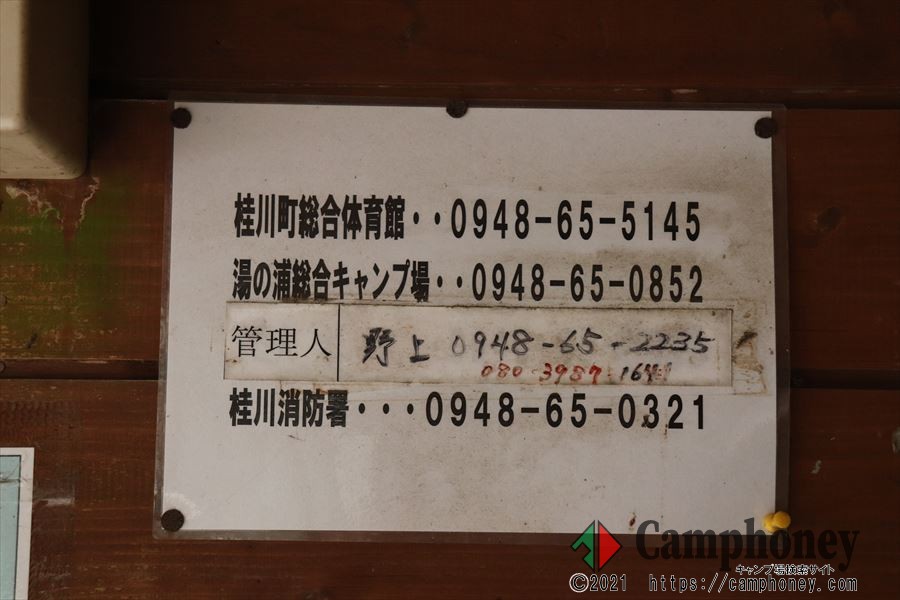 桂川町総合体育館・・0948-65-5145
湯の浦総合キャンプ場・・0948-65-0852
管理人 野上 0948-65-2235
080-3987
桂川消防署・・・0948-65-0321
Camphoney
キャンプ場検索サイト
©2021 https://camphoney.com/